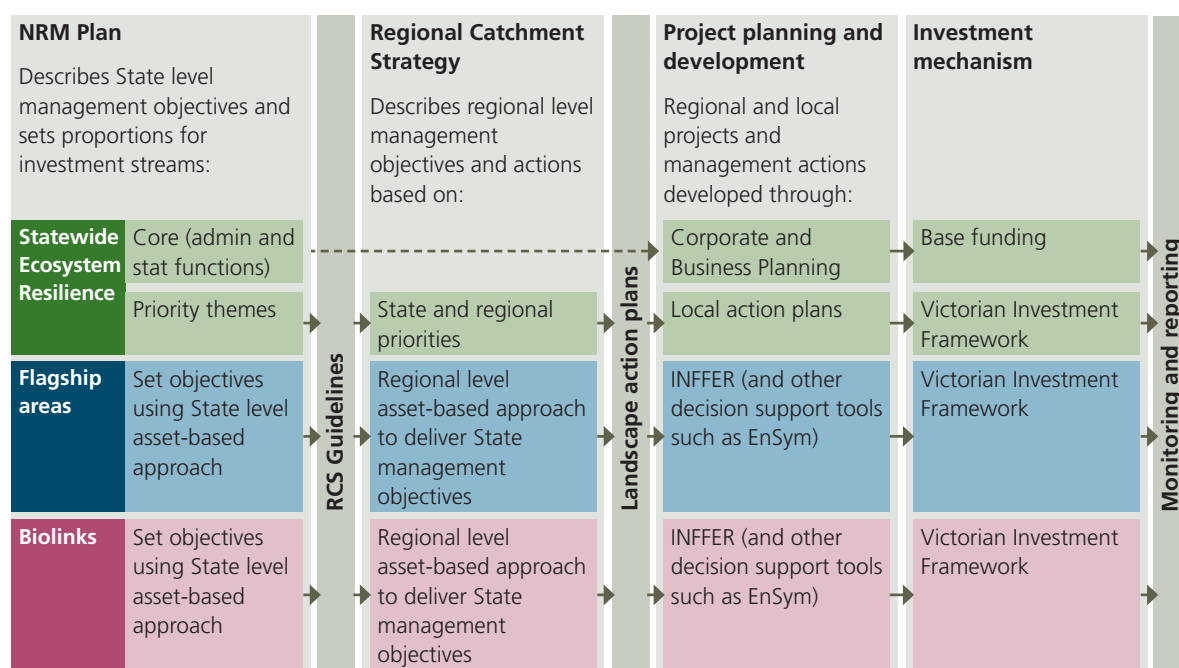 NRM Plan
Describes State level
management objectives and
sets proportions for
investment streams:
Regional Catchment
Strategy
Describes regional level
management
objectives and actions
based on:
Project planning and
development
Regional and local
projects and
management actions
developed through:
Investment
mechanism
Statewide
Ecosystem
Resilience
Core (admin and
stat functions)
Corporate and
Business Planning
Base funding
Priority themes
State and regional
priorities
Local action plans
Victorian Investment
Framework
Flagship
areas
Set objectives
using State level
asset-based
approach
Regional level
asset-based approach
to deliver State
management
objectives
INFFER (and other
decision support tools
such as EnSym)
Victorian Investment
Framework
Biolinks
Set objectives
using State level
asset-based
approach
Regional level
asset-based approach
to deliver State
management
objectives
INFFER (and other
decision support tools
such as EnSym)
Victorian Investment
Framework
RCS Guidelines
Landscape action plans
Monitoring and reporting